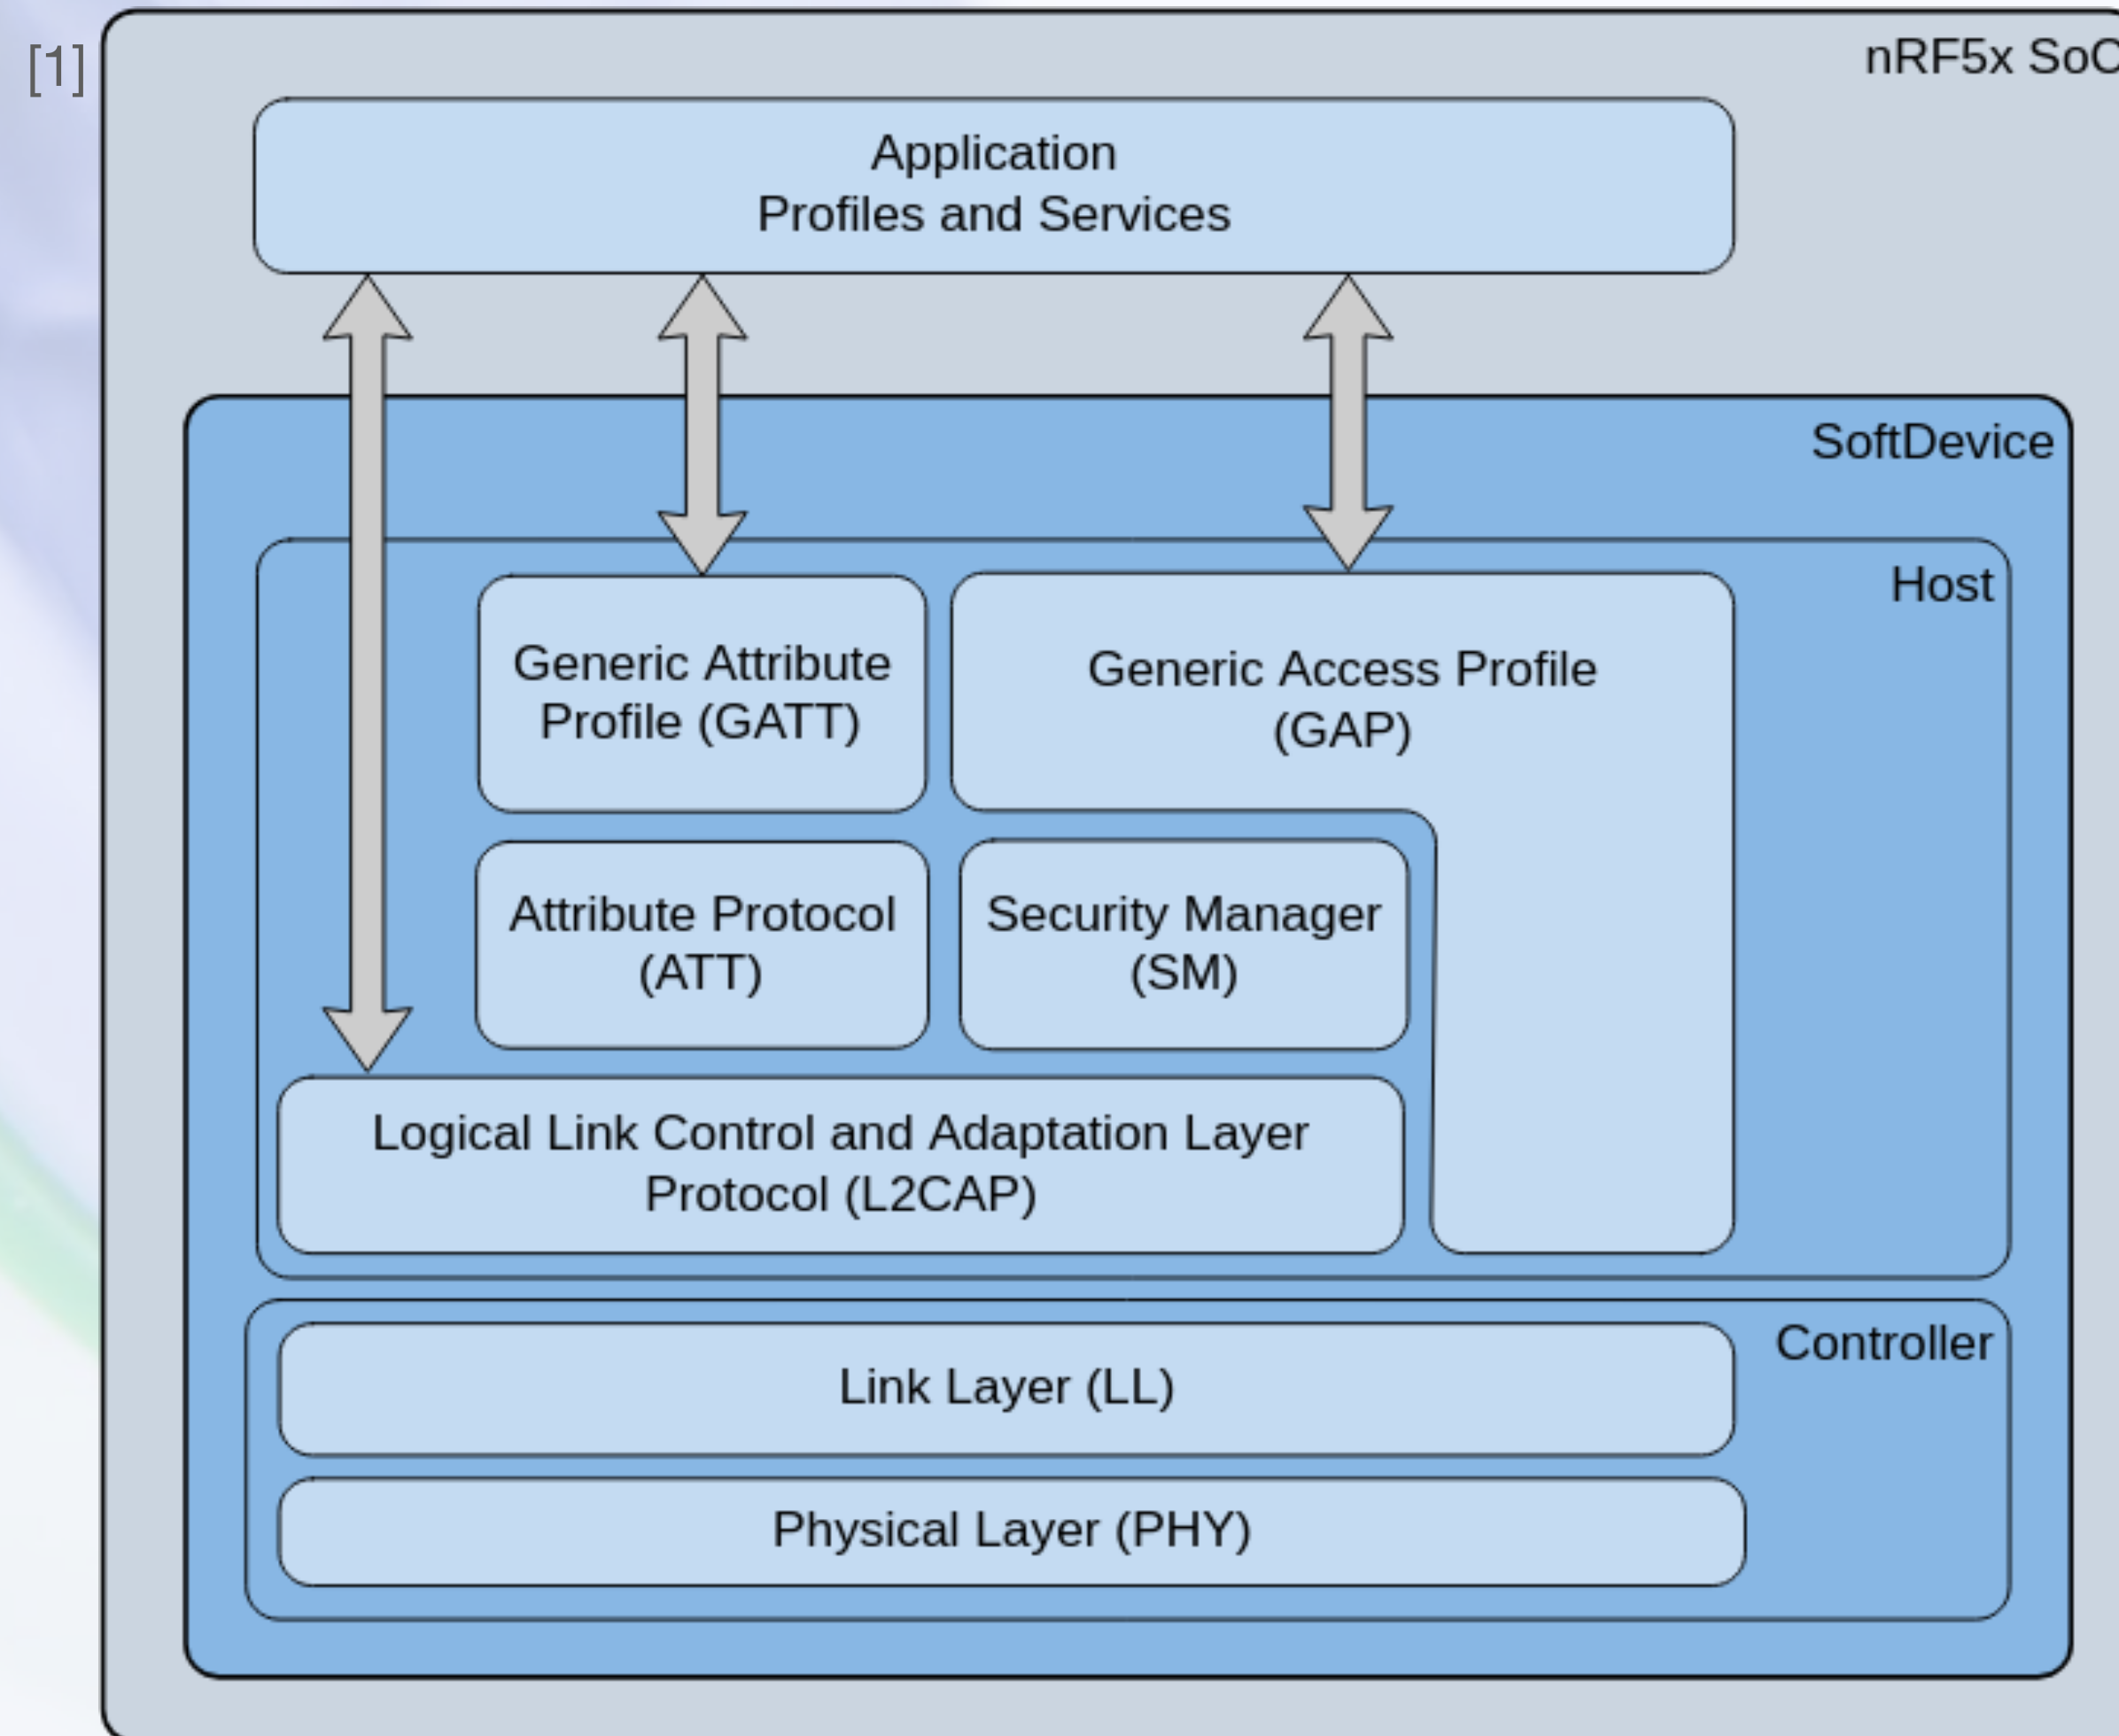 [1]
nRF5x SoC
Application
Profiles and Services
SoftDevice
Host
Generic Attribute
Profile (GATT)
Generic Access Profile
(GAP)
Attribute Protocol
(ATT)
Security Manager
(SM)
Logical Link Control and Adaptation Layer
Protocol (L2CAP)
Controller
Link Layer (LL)
Physical Layer (PHY)